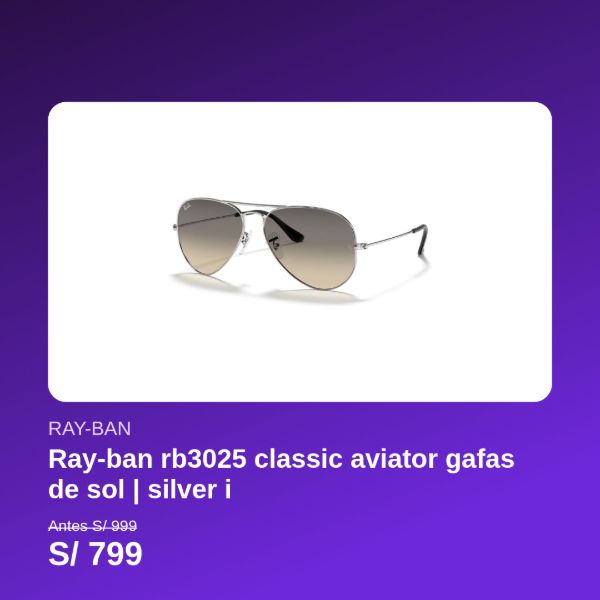 RAY-BAN
Ray-ban rb3025 classic aviator gafas
de sol | silver i
Antes S/ 999
S/ 799